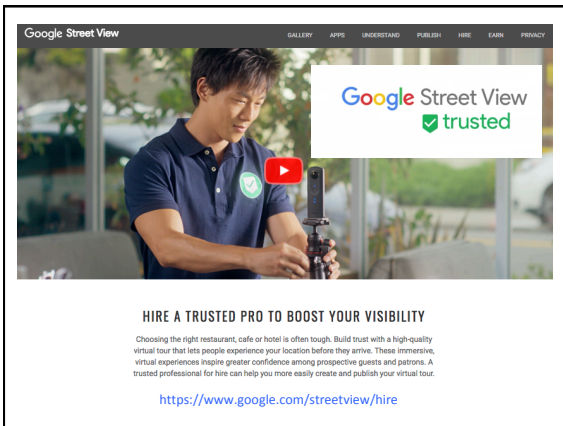 Google Street View
GALLERY APPS UNDERSTAND PUBLISH HIRE EARN PRIVACY
Google Street View
trusted
HIRE A TRUSTED PRO TO BOOST YOUR VISIBILITY
Choosing the right restaurant, cafe or hotel is often tough. Build trust with a high-quality
virtual tour that lets people experience your location before they arrive. These immersive,
virtual experiences inspire greater confidence among prospective guests and patrons. A
trusted professional for hire can help you more easily create and publish your virtual tour.
https://www.google.com/streetview/hire